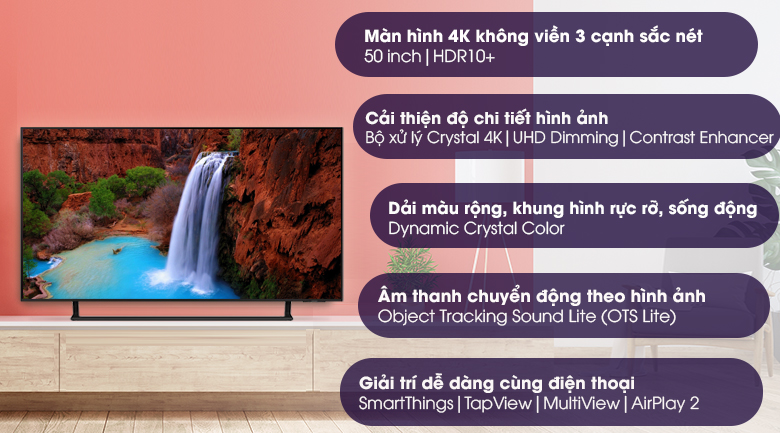 Màn hình 4K không viền 3 cạnh sắc nét
50 inch | HDR10+
Cải thiện độ chi tiết hình ảnh
Bộ xử lý Crystal 4K | UHD Dimming | Contrast Enhancer
Dải màu rộng, khung hình rực rỡ, sống động
Dynamic Crystal Color
Âm thanh chuyển động theo hình ảnh
Object Tracking Sound Lite (OTS Lite)
Giải trí dễ dàng cùng điện thoại
SmartThings | TapView | MultiView | AirPlay 2